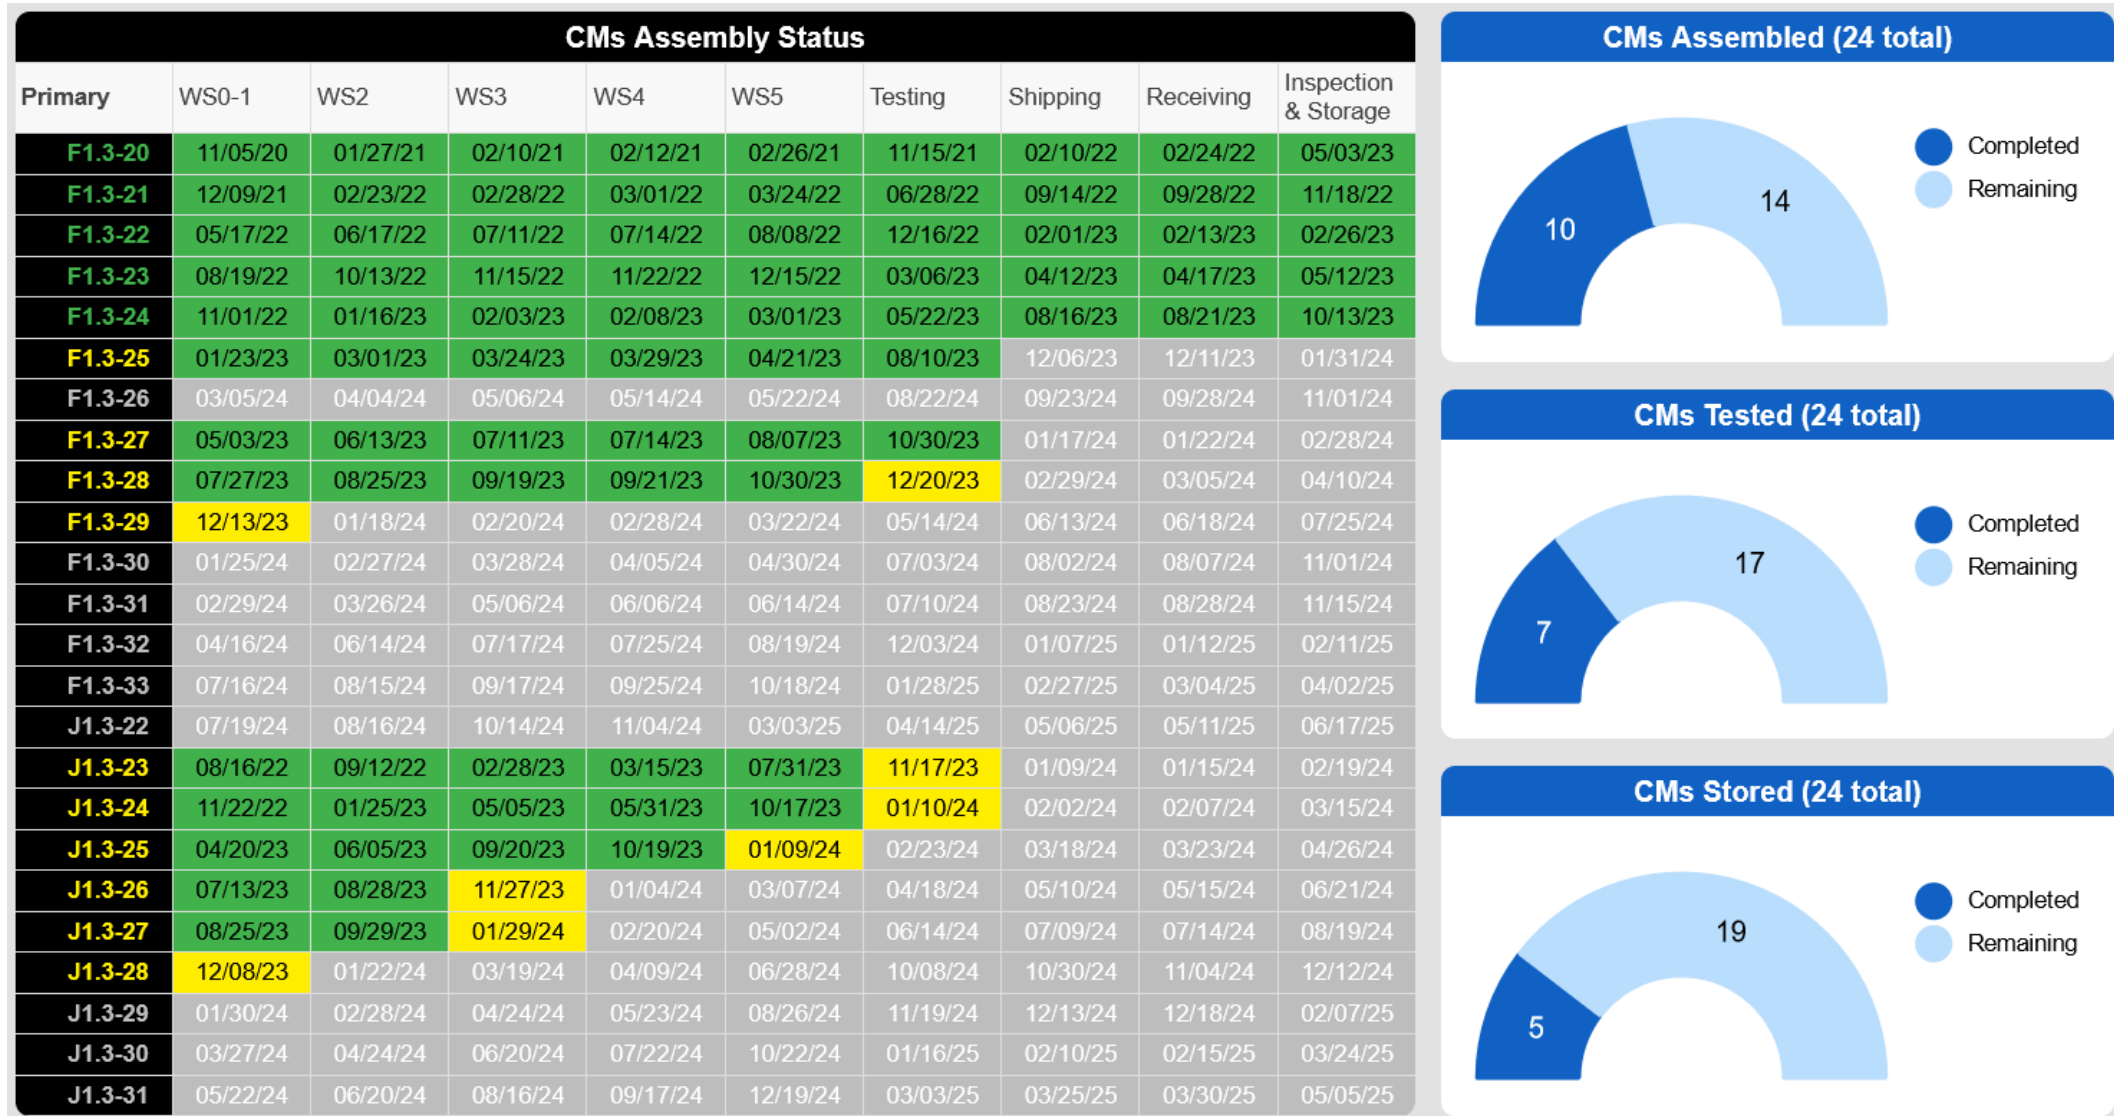 CMs Assembly Status
Primary WS0-1 WS2 WS3 WS4 WS5 Testing Shipping Receiving Inspection & Storage
F1.3-20 11/05/20 01/27/21 02/10/21 02/12/21 02/26/21 11/15/21 02/10/22 02/24/22 05/03/23
F1.3-21 12/09/21 02/23/22 02/28/22 03/01/22 03/24/22 06/28/22 09/14/22 09/28/22 11/18/22
F1.3-22 05/17/22 06/17/22 07/11/22 07/14/22 08/08/22 12/16/22 02/01/23 02/13/23 02/26/23
F1.3-23 08/19/22 10/13/22 11/15/22 11/22/22 12/15/22 03/06/23 04/12/23 04/17/23 05/12/23
F1.3-24 11/01/22 01/16/23 02/03/23 02/08/23 03/01/23 05/22/23 08/16/23 08/21/23 10/13/23
F1.3-25 01/23/23 03/01/23 03/24/23 03/29/23 04/21/23 08/10/23 12/06/23 12/11/23 01/31/24
F1.3-26 03/05/24 04/04/24 05/06/24 05/14/24 05/22/24 08/22/24 09/23/24 09/28/24 11/01/24
F1.3-27 05/03/23 06/13/23 07/11/23 07/14/23 08/07/23 10/30/23 01/17/24 01/22/24 02/28/24
F1.3-28 07/27/23 08/25/23 09/19/23 09/21/23 10/30/23 12/20/23 02/29/24 03/05/24 04/10/24
F1.3-29 12/13/23 01/18/24 02/20/24 02/28/24 03/22/24 05/14/24 06/13/24 06/18/24 07/25/24
F1.3-30 01/25/24 02/27/24 03/28/24 04/05/24 04/30/24 07/03/24 08/02/24 08/07/24 11/01/24
F1.3-31 02/29/24 03/26/24 05/06/24 06/06/24 06/14/24 07/10/24 08/23/24 08/28/24 11/15/24
F1.3-32 04/16/24 06/14/24 07/17/24 07/25/24 08/19/24 12/03/24 01/07/25 01/12/25 02/11/25
F1.3-33 07/16/24 08/15/24 09/17/24 09/25/24 10/18/24 01/28/25 02/27/25 03/04/25 04/02/25
J1.3-22 07/19/24 08/16/24 10/14/24 11/04/24 03/03/25 04/14/25 05/06/25 05/11/25 06/17/25
J1.3-23 08/16/22 09/12/22 02/28/23 03/15/23 07/31/23 11/17/23 01/09/24 01/15/24 02/19/24
J1.3-24 11/22/22 01/25/23 05/05/23 05/31/23 10/17/23 01/10/24 02/02/24 02/07/24 03/15/24
J1.3-25 04/20/23 06/05/23 09/20/23 10/19/23 01/09/24 02/23/24 03/18/24 03/23/24 04/26/24
J1.3-26 07/13/23 08/28/23 11/27/23 01/04/24 03/07/24 04/18/24 05/10/24 05/15/24 06/21/24
J1.3-27 08/25/23 09/29/23 01/29/24 02/20/24 05/02/24 06/14/24 07/09/24 07/14/24 08/19/24
J1.3-28 12/08/23 01/22/24 03/19/24 04/09/24 06/28/24 10/08/24 10/30/24 11/04/24 12/12/24
J1.3-29 01/30/24 02/28/24 04/24/24 05/23/24 08/26/24 11/19/24 12/13/24 12/18/24 02/07/25
J1.3-30 03/27/24 04/24/24 06/20/24 07/22/24 10/22/24 01/16/25 02/10/25 02/15/25 03/24/25
J1.3-31 05/22/24 06/20/24 08/16/24 09/17/24 12/19/24 03/03/25 03/25/25 03/30/25 05/05/25
CMs Assembled (24 total)
10
14
Completed
Remaining
CMs Tested (24 total)
7
17
Completed
Remaining
CMs Stored (24 total)
5
19
Completed
Remaining